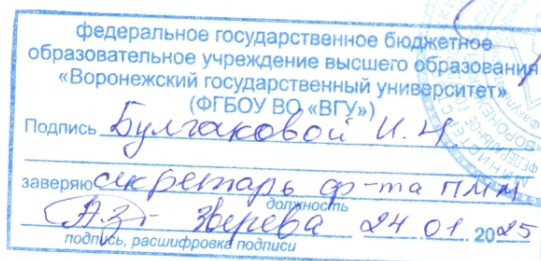 федеральное государственное бюджетное
образовательное учреждение высшего образования
«Воронежский государственный университет»
(ФГБОУ ВО «ВГУ»)
Подпись Булгаковой И.Н
заверяю секретарь ф-та ПММ
должность
Зверева 24 01 2025
подпись, расшифровка подписи